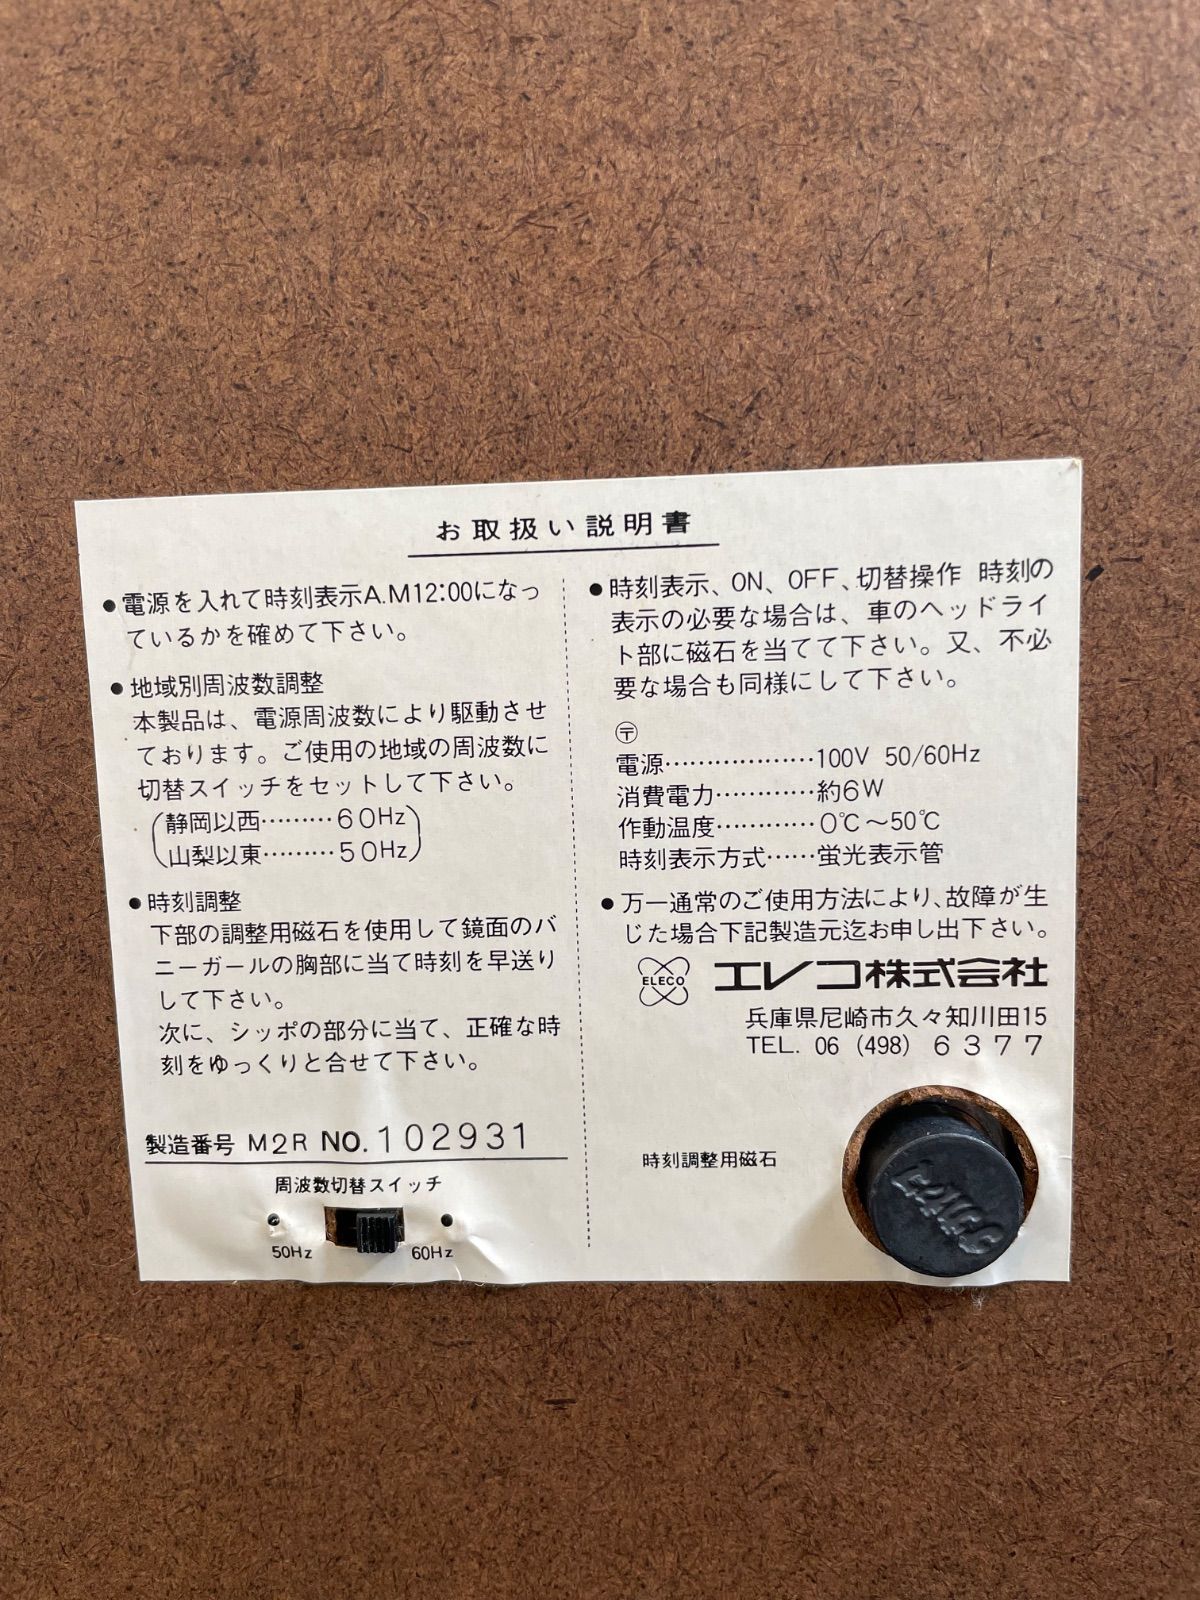 お取扱い説明書
●電源を入れて時刻表示A.M12:00になっ
ているかを確めて下さい。
●地域別周波数調整
本製品は、電源周波数により駆動させ
ております。ご使用の地域の周波数に
切替スイッチをセットして下さい。
(静岡以西………60Hz)
(山梨以東………50Hz)
●時刻調整
下部の調整用磁石を使用して鏡面のバ
ニーガールの胸部に当て時刻を早送り
して下さい。
次に、シッポの部分に当て、正確な時
刻をゆっくりと合せて下さい。
製造番号 M2R NO.102931
周波数切替スイッチ
50Hz 60Hz
●時刻表示、ON、OFF、切替操作 時刻の
表示の必要な場合は、車のヘッドライ
ト部に磁石を当てて下さい。又、不必
要な場合も同様にして下さい。
〒
電源………………100V 50/60Hz
消費電力…………約6W
作動温度…………0℃～50℃
時刻表示方式……蛍光表示管
●万一通常のご使用方法により、故障が生
じた場合下記製造元迄お申し出下さい。
ELECO エレコ株式会社
兵庫県尼崎市久々知川田15
TEL. 06 (498) 6377
時刻調整用磁石